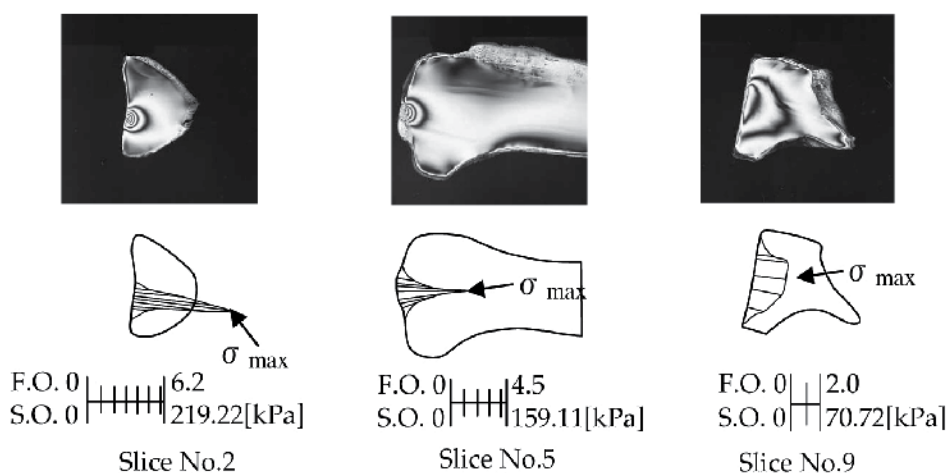 σ max
σ max
σ max
F.O. 0 6.2
S.O. 0 219.22[kPa]
Slice No.2
F.O. 0 4.5
S.O. 0 159.11[kPa]
Slice No.5
F.O. 0 2.0
S.O. 0 70.72[kPa]
Slice No.9